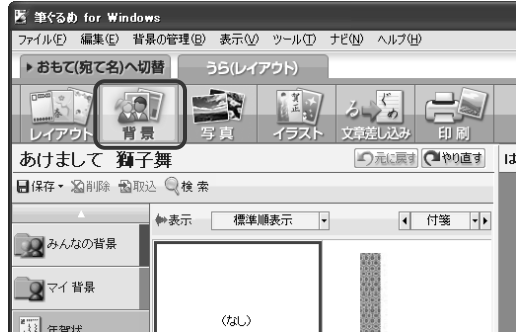 筆ぐるめ for Windows
ファイル(F) 編集(E) 背景の管理(B) 表示(V) ツール(T) ナビ(N) ヘルプ(H)
おもて(宛て名)へ切替 うら(レイアウト)
レイアウト 背景 写真 イラスト 文章差し込み 印刷
あけまして 獅子舞 元に戻す やり直す は
保存 削除 取込 検索
表示 標準順表示 付箋
みんなの背景
マイ背景
(なし)
年賀状